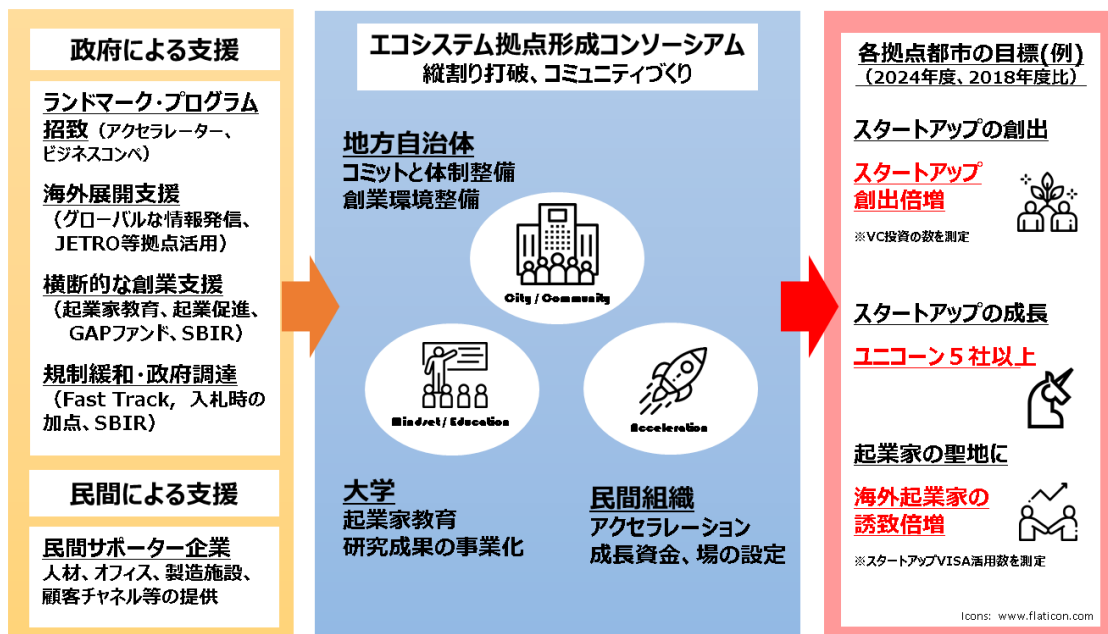 政府による支援
ランドマーク・プログラム
招致（アクセラレーター、
ビジネスコンペ）
海外展開支援
（グローバルな情報発信、
JETRO等拠点活用）
横断的な創業支援
（起業家教育、起業促進、
GAPファンド、SBIR）
規制緩和・政府調達
（Fast Track, 入札時の
加点、SBIR）
民間による支援
民間サポーター企業
人材、オフィス、製造施設、
顧客チャネル等の提供
エコシステム拠点形成コンソーシアム
縦割り打破、コミュニティづくり
地方自治体
コミットと体制整備
創業環境整備
City / Community
Mindset / Education
Acceleration
大学
起業家教育
研究成果の事業化
民間組織
アクセラレーション
成長資金、場の設定
各拠点都市の目標(例)
（2024年度、2018年度比）
スタートアップの創出
スタートアップ
創出倍増
※VC投資の数を測定
スタートアップの成長
ユニコーン５社以上
起業家の聖地に
海外起業家の
誘致倍増
※スタートアップVISA活用数を測定
Icons: www.flaticon.com